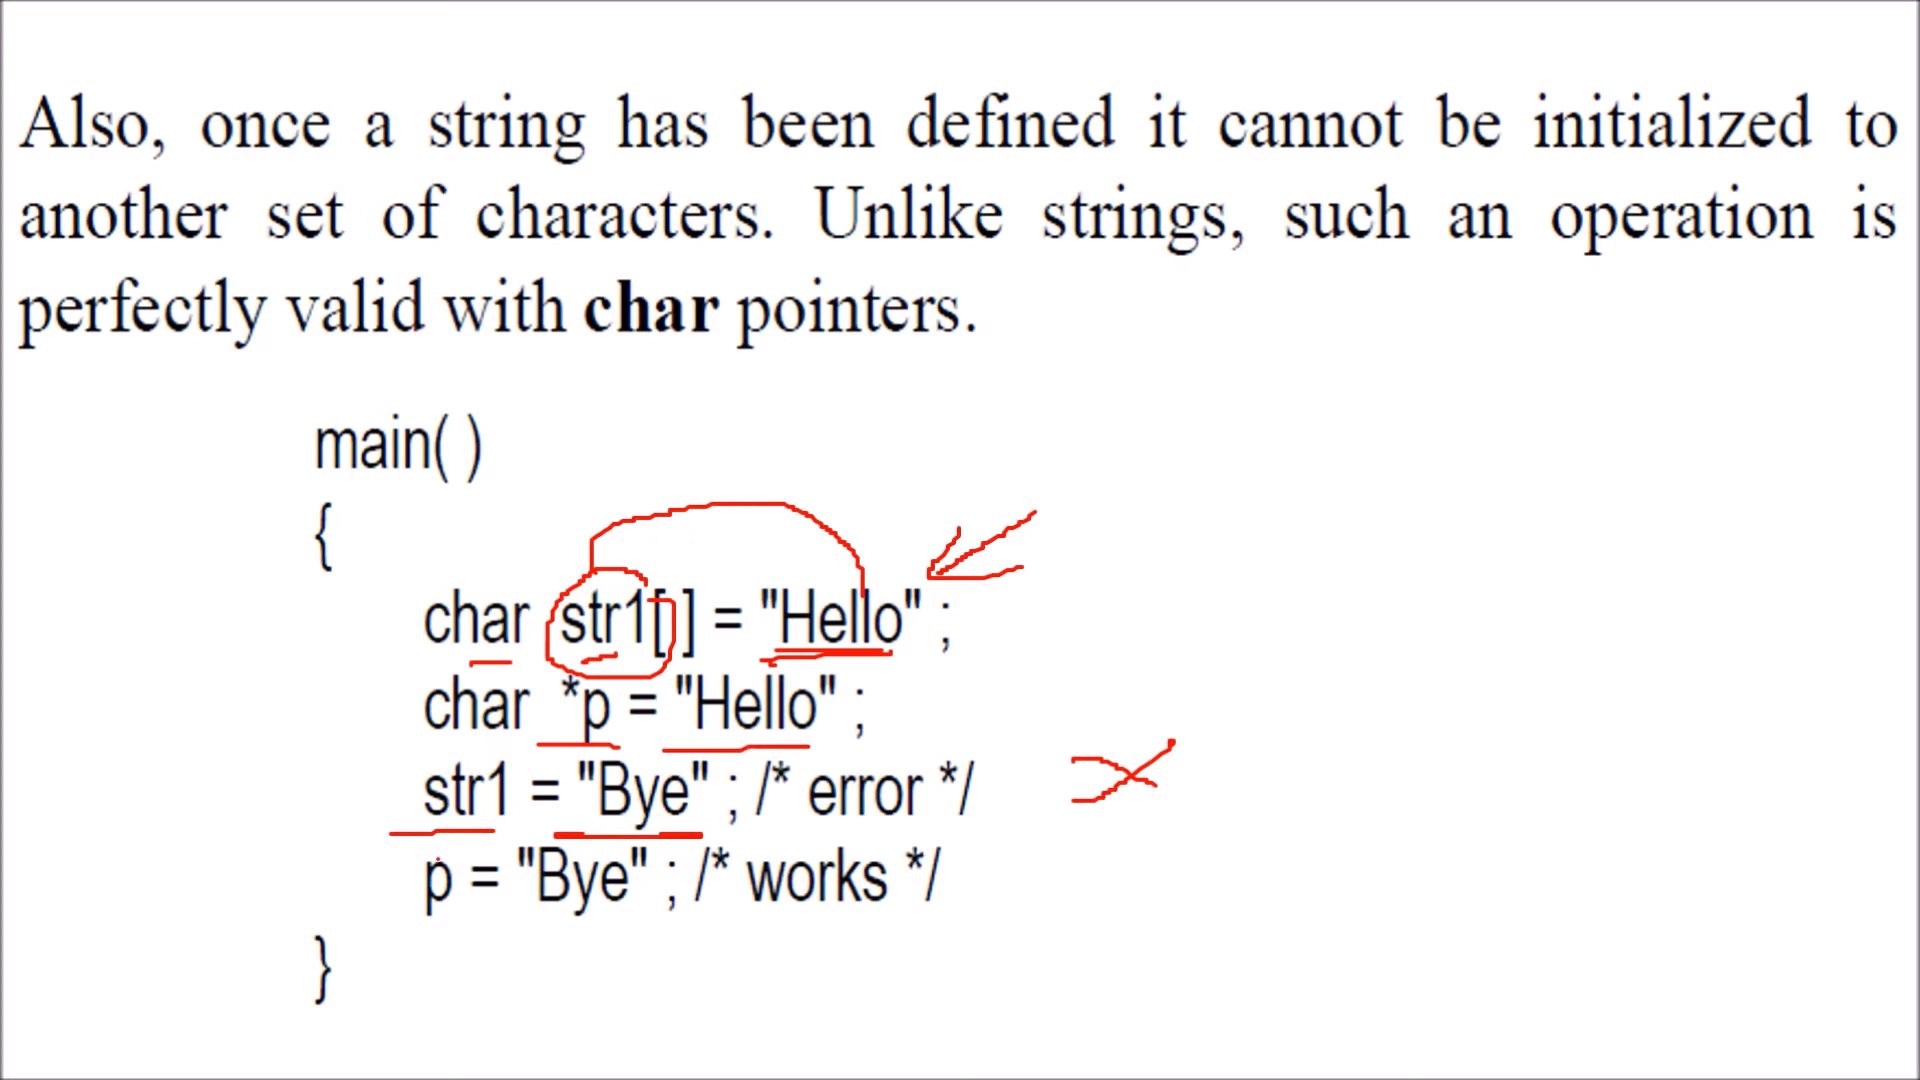 Also, once a string has been defined it cannot be initialized to
another set of characters. Unlike strings, such an operation is
perfectly valid with char pointers.
main( )
{
char str1[ ] = "Hello" ;
char *p = "Hello" ;
str1 = "Bye" ; /* error */
p = "Bye" ; /* works */
}